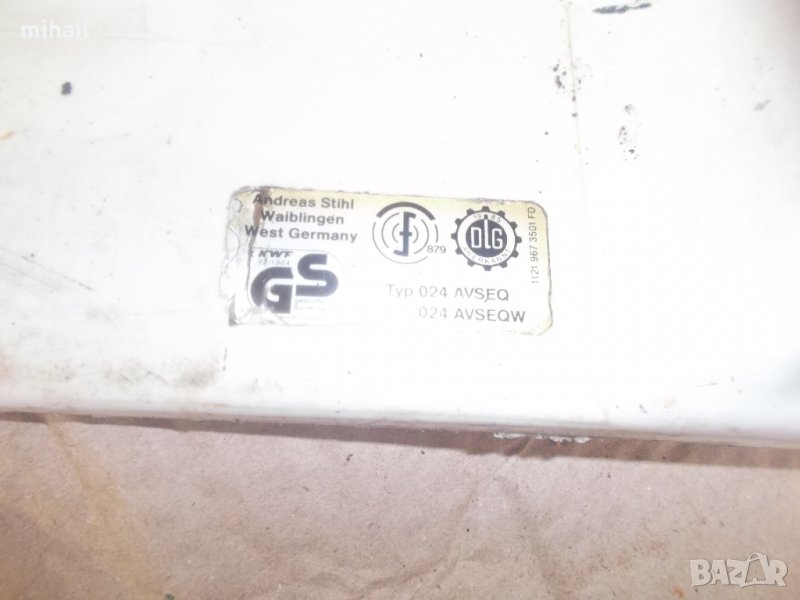 mihail
Andreas Stihl
Waiblingen
West Germany
879
DLG
KWF
GS
Typ 024 AVSEQ
024 AVSEQW
1121 967 3501 FD
BAZAR